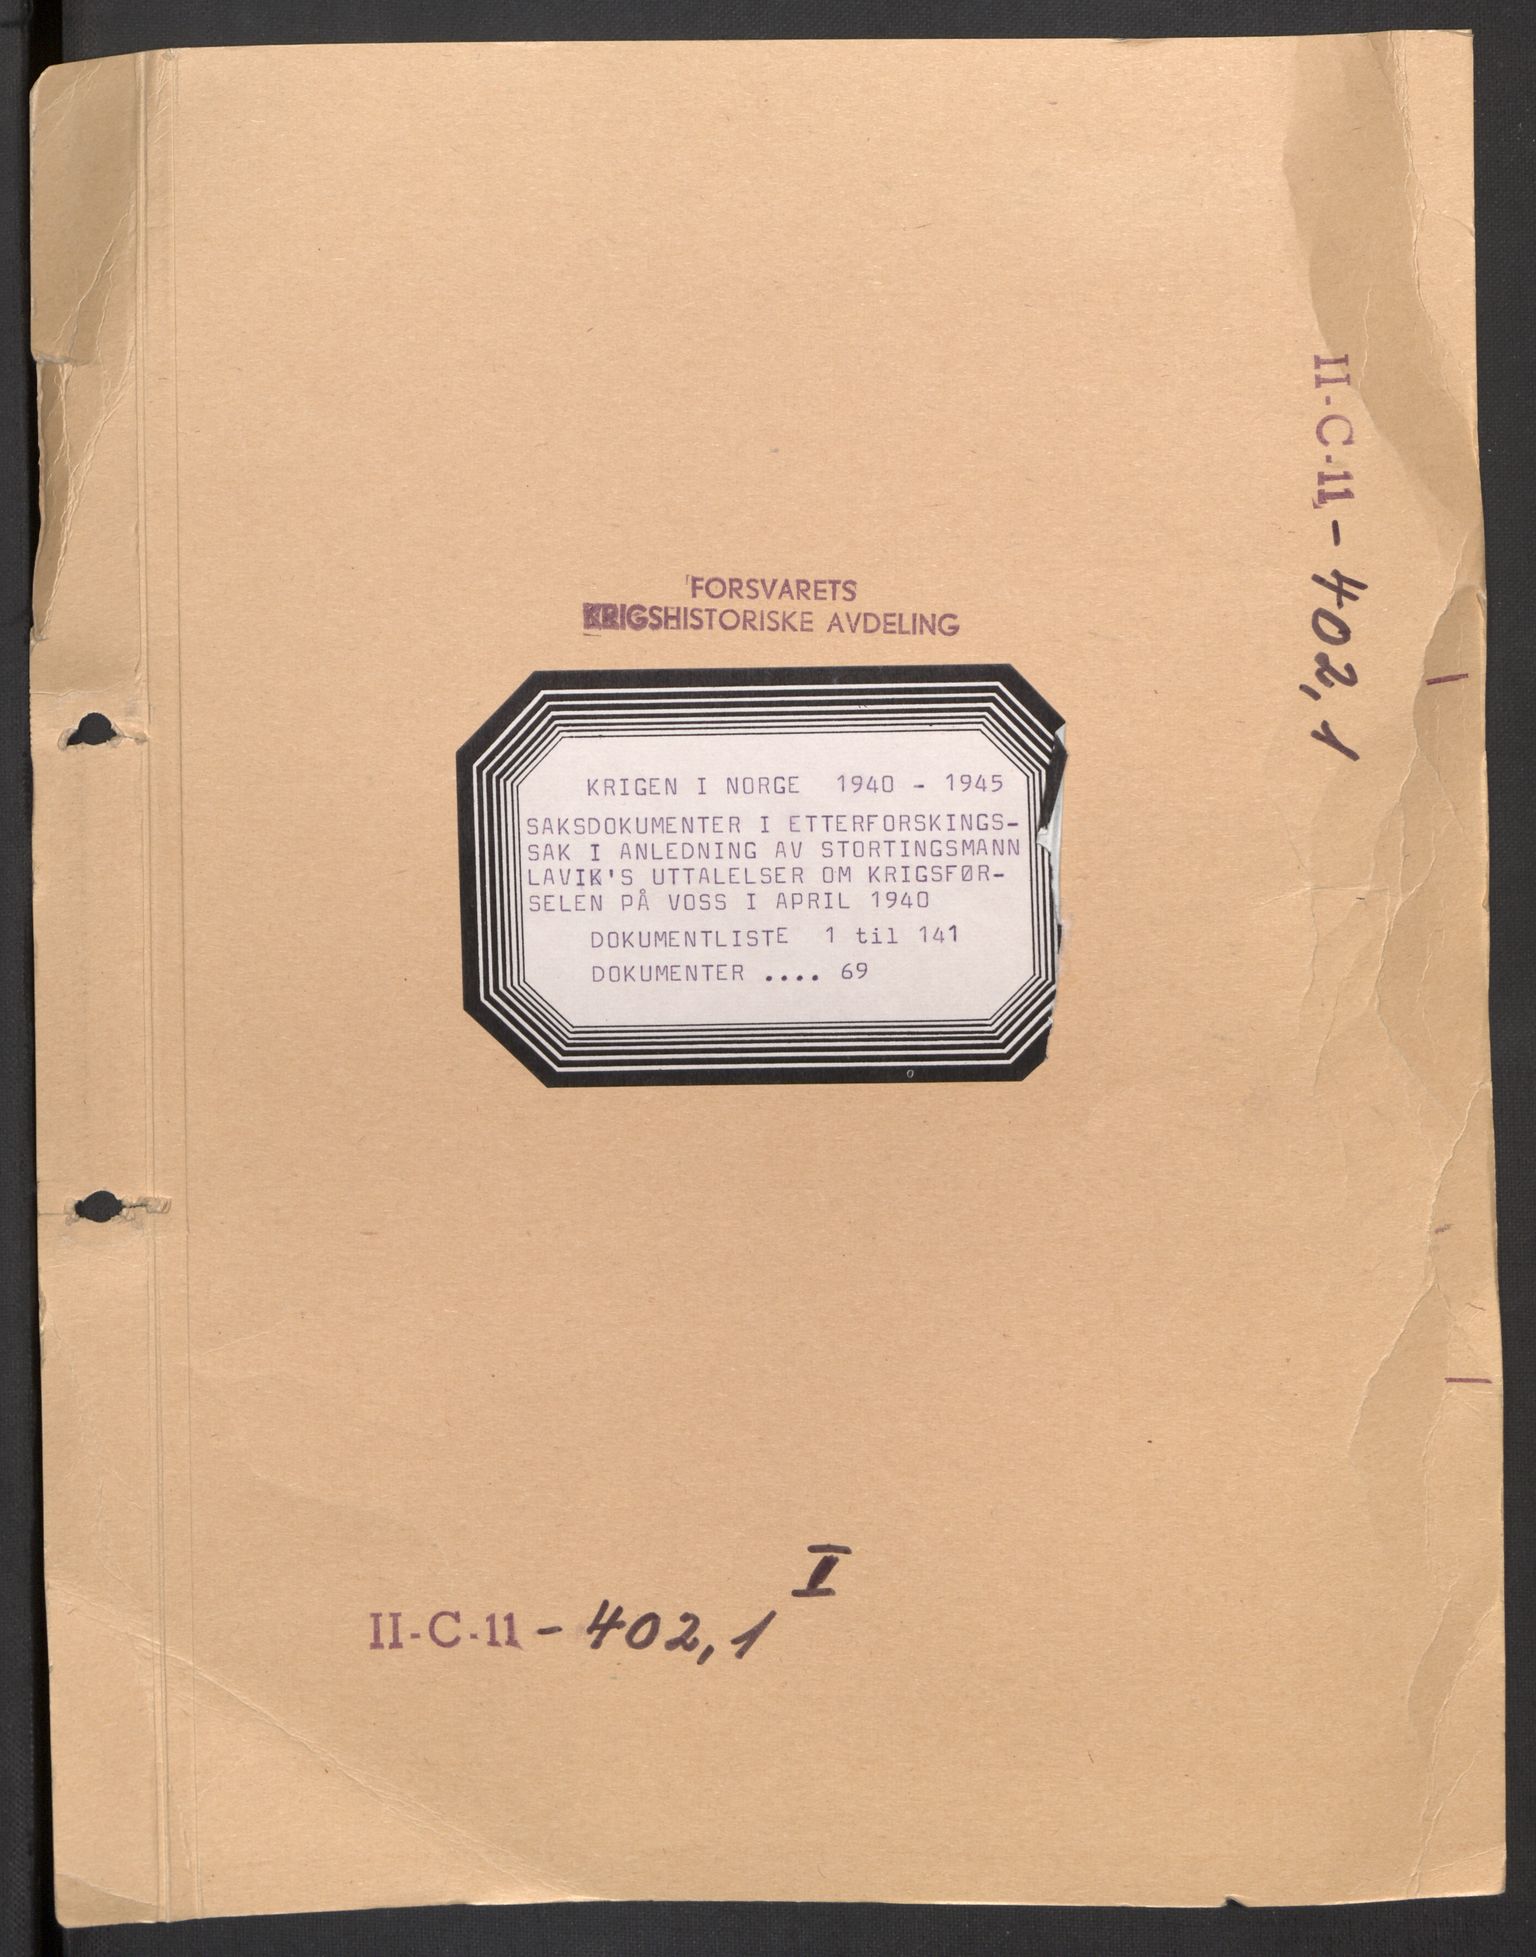 II-C-11 - 402,1
FORSVARETS
KRIGSHISTORISKE AVDELING
KRIGEN I NORGE 1940 - 1945
SAKSDOKUMENTER I ETTERFORSKINGS-
SAK I ANLEDNING AV STORTINGSMANN
LAVIK'S UTTALELSER OM KRIGSFØR-
SELEN PÅ VOSS I APRIL 1940
DOKUMENTLISTE 1 til 141
DOKUMENTER .... 69
I
II-C-11 - 402,1